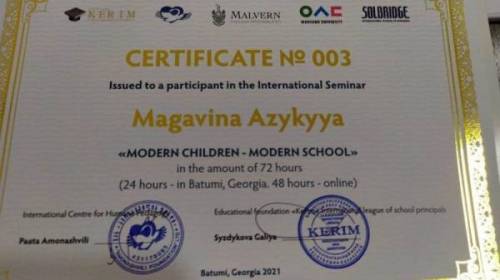 KERIM
MALVERN
OAC
SOLBRIDGE
CERTIFICATE № 003
Issued to a participant in the International Seminar
Magavina Azykyya
«MODERN CHILDREN - MODERN SCHOOL»
in the amount of 72 hours
(24 hours - in Batumi, Georgia. 48 hours - online)
International Centre for
Educational foundation league of school principals
Paata Amonashvili
Syzdykova Galiya
KERIM
Batumi, Georgia 2021